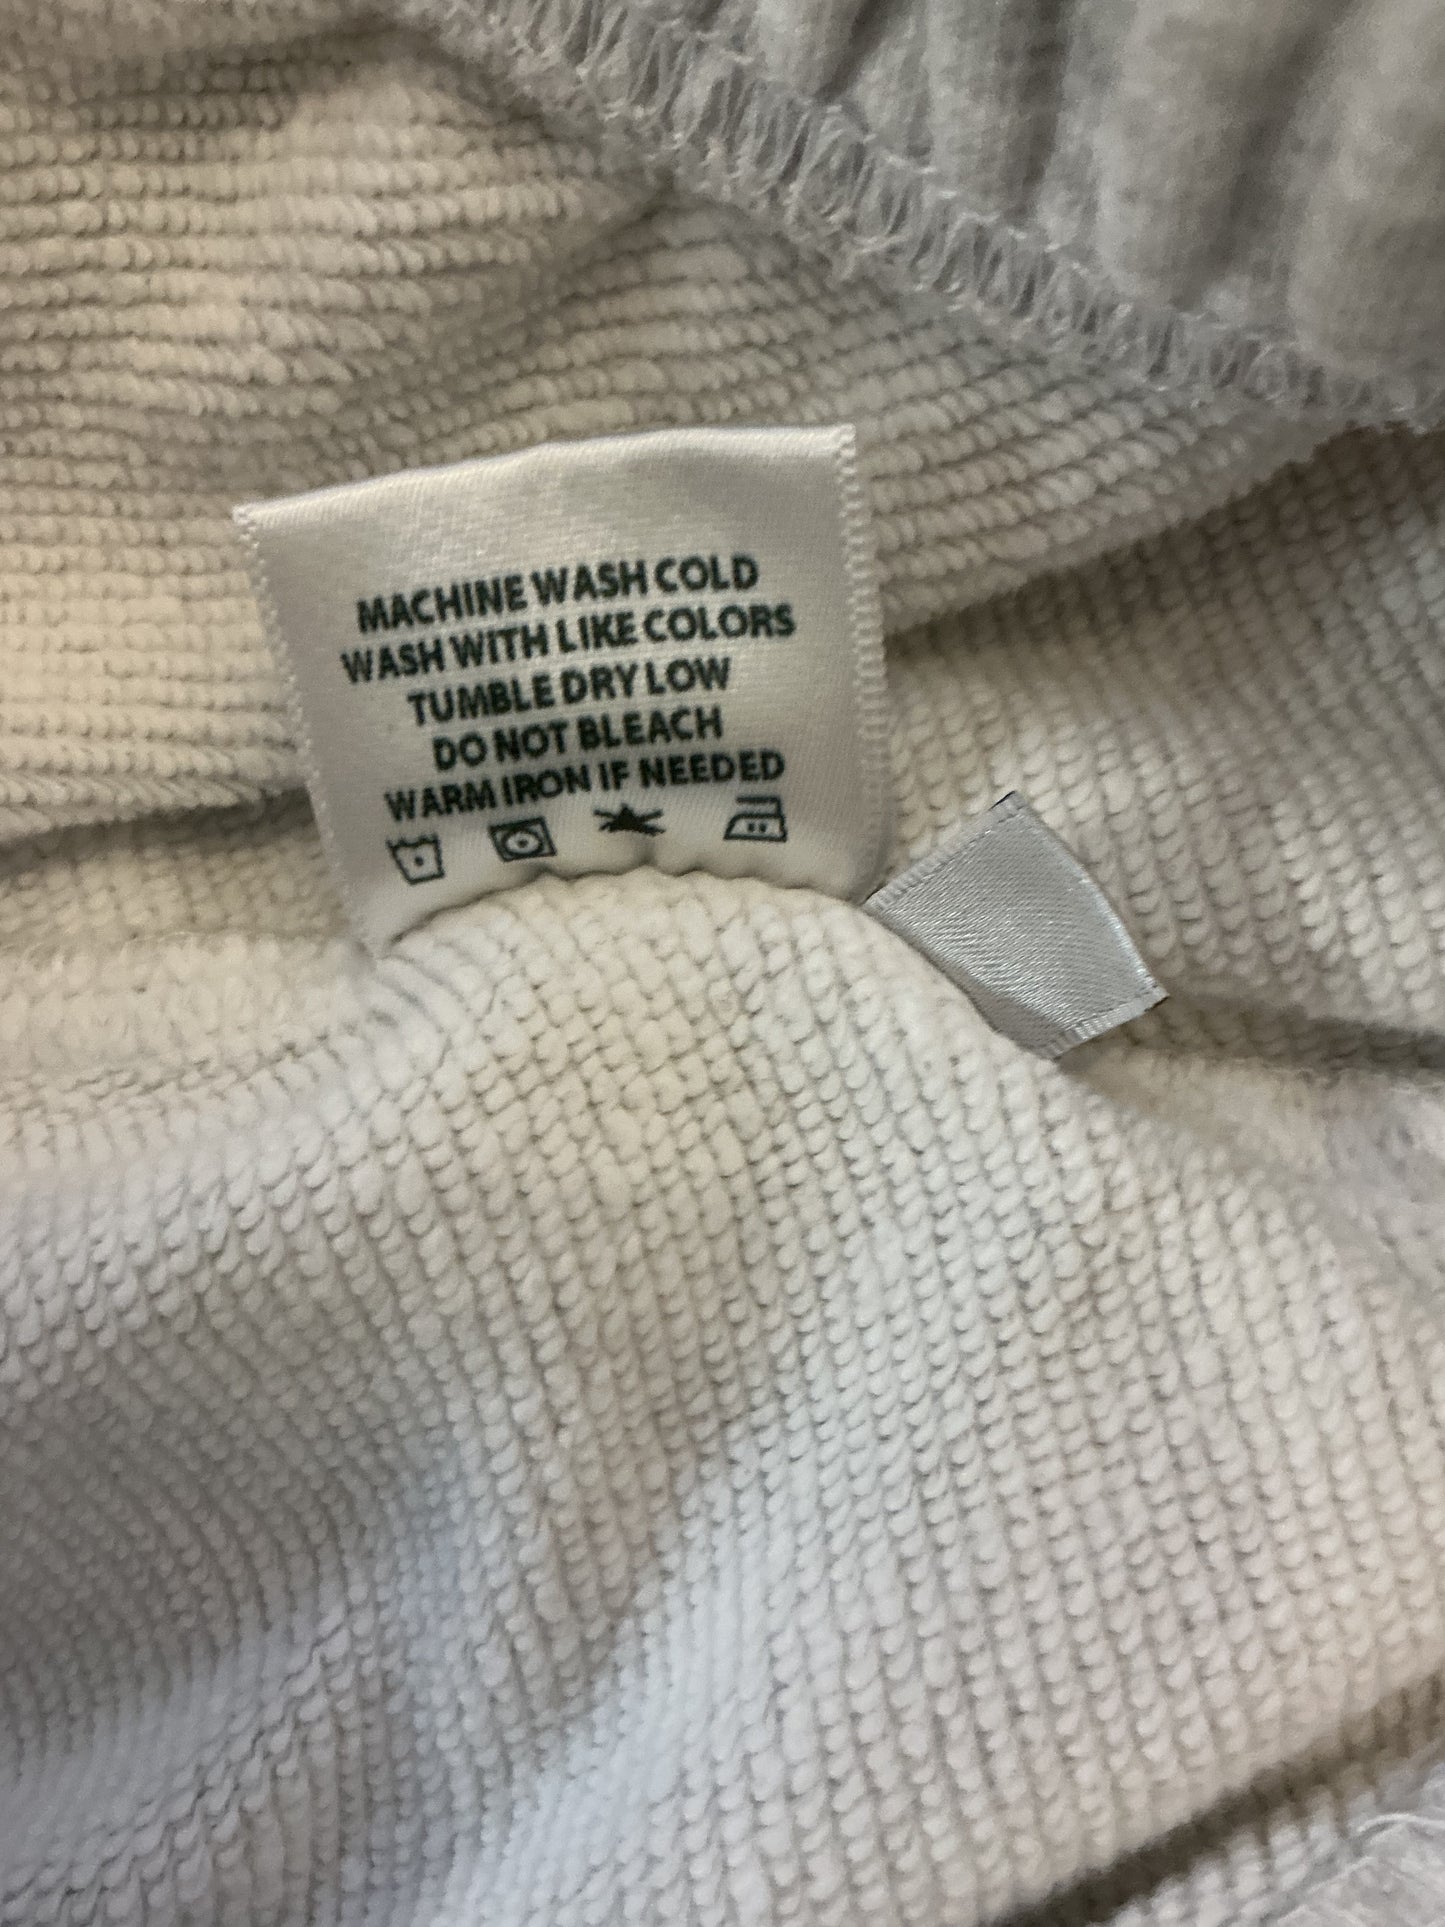 MACHINE WASH COLD
WASH WITH LIKE COLORS
TUMBLE DRY LOW
DO NOT BLEACH
WARM IRON IF NEEDED